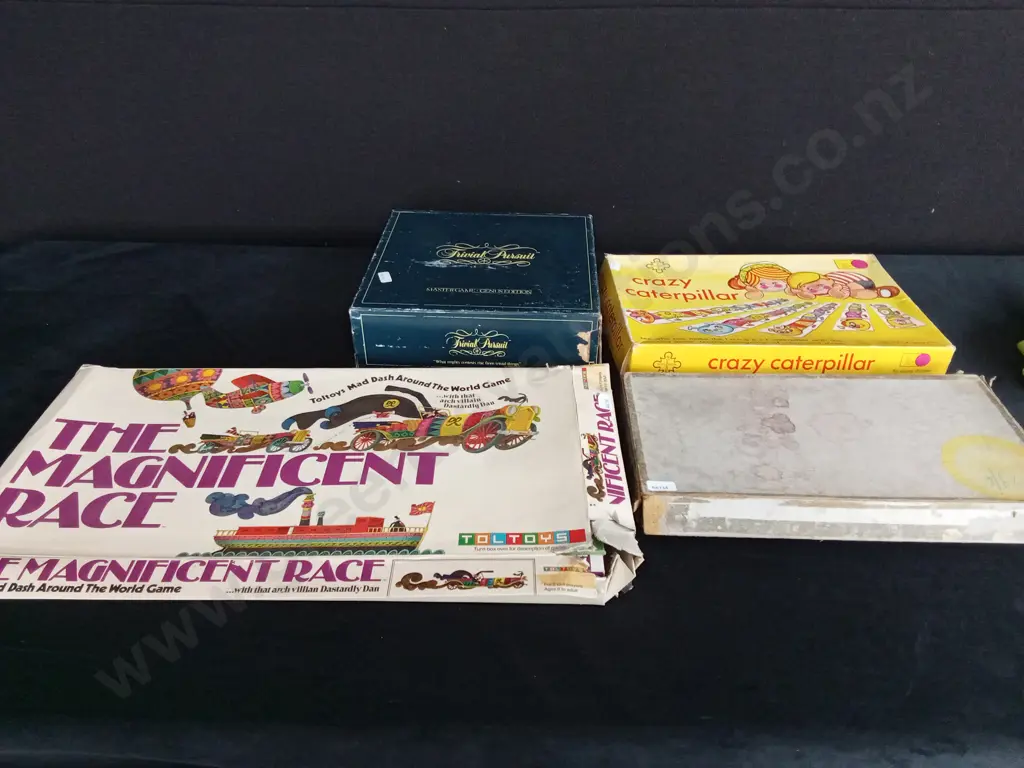 Trivial Pursuit
MASTER GAME - GENUS EDITION
Trivial Pursuit
crazy
caterpillar
crazy caterpillar
Toltoys Mad Dash Around The World Game
...with that
arch villain
Dastardly Dan
THE
MAGNIFICENT
RACE
TOLTOYS
NIFICENT RACE
E MAGNIFICENT RACE
d Dash Around The World Game
...with that arch villian Dastardly Dan